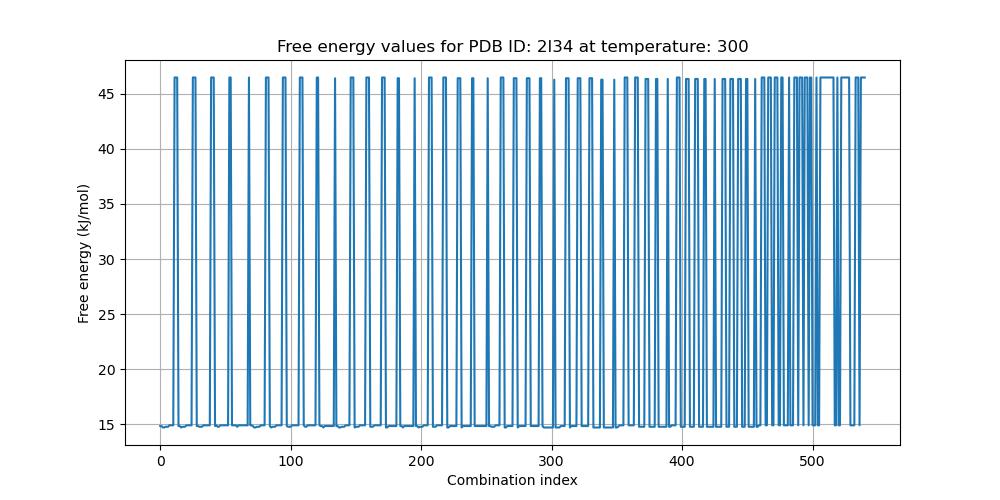 Free energy values for PDB ID: 2I34 at temperature: 300
Free energy (kJ/mol)
45
40
35
30
25
20
15
0 100 200 300 400 500
Combination index